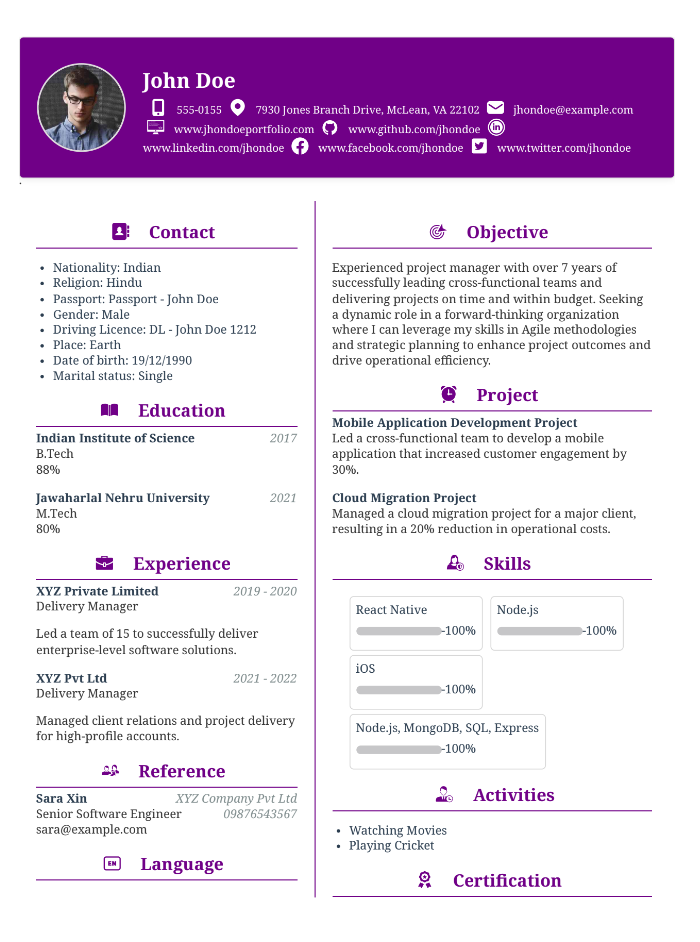 John Doe
555-0155 7930 Jones Branch Drive, McLean, VA 22102 jhondoe@example.com
www.jhondoeportfolio.com www.github.com/jhondoe
www.linkedin.com/jhondoe www.facebook.com/jhondoe www.twitter.com/jhondoe
.
Contact
• Nationality: Indian
• Religion: Hindu
• Passport: Passport - John Doe
• Gender: Male
• Driving Licence: DL - John Doe 1212
• Place: Earth
• Date of birth: 19/12/1990
• Marital status: Single
Education
Indian Institute of Science 2017
B.Tech
88%
Jawaharlal Nehru University 2021
M.Tech
80%
Experience
XYZ Private Limited 2019 - 2020
Delivery Manager
Led a team of 15 to successfully deliver
enterprise-level software solutions.
XYZ Pvt Ltd 2021 - 2022
Delivery Manager
Managed client relations and project delivery
for high-profile accounts.
Reference
Sara Xin XYZ Company Pvt Ltd
Senior Software Engineer 09876543567
sara@example.com
EN Language
Objective
Experienced project manager with over 7 years of
successfully leading cross-functional teams and
delivering projects on time and within budget. Seeking
a dynamic role in a forward-thinking organization
where I can leverage my skills in Agile methodologies
and strategic planning to enhance project outcomes and
drive operational efficiency.
Project
Mobile Application Development Project
Led a cross-functional team to develop a mobile
application that increased customer engagement by
30%.
Cloud Migration Project
Managed a cloud migration project for a major client,
resulting in a 20% reduction in operational costs.
Skills
React Native Node.js
-100% -100%
iOS
-100%
Node.js, MongoDB, SQL, Express
-100%
Activities
• Watching Movies
• Playing Cricket
Certification